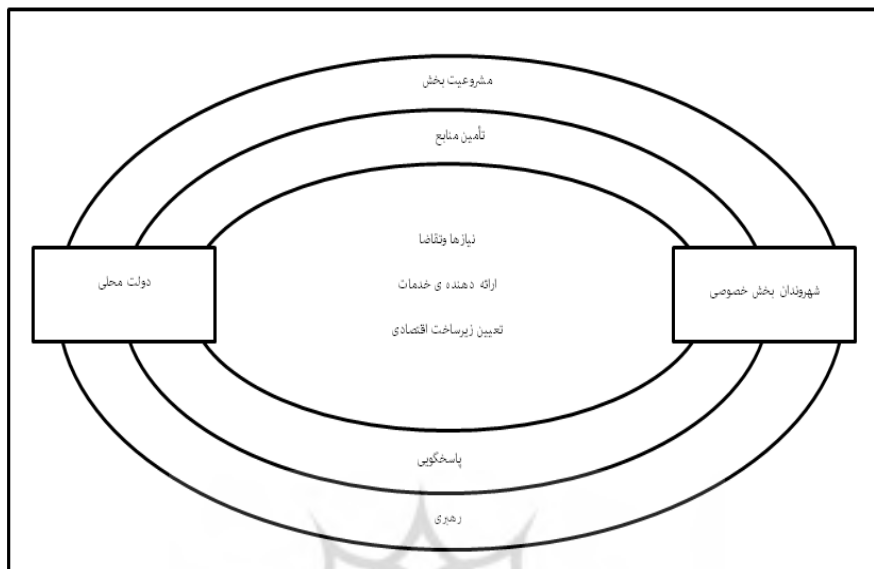 مشروعیت بخش
تأمین منابع
نیازها وتقاضا
شهروندان بخش خصوصی
ارائه دهنده ی خدمات
دولت محلی
تعیین زیرساخت اقتصادی
پاسخگویی
رهبری